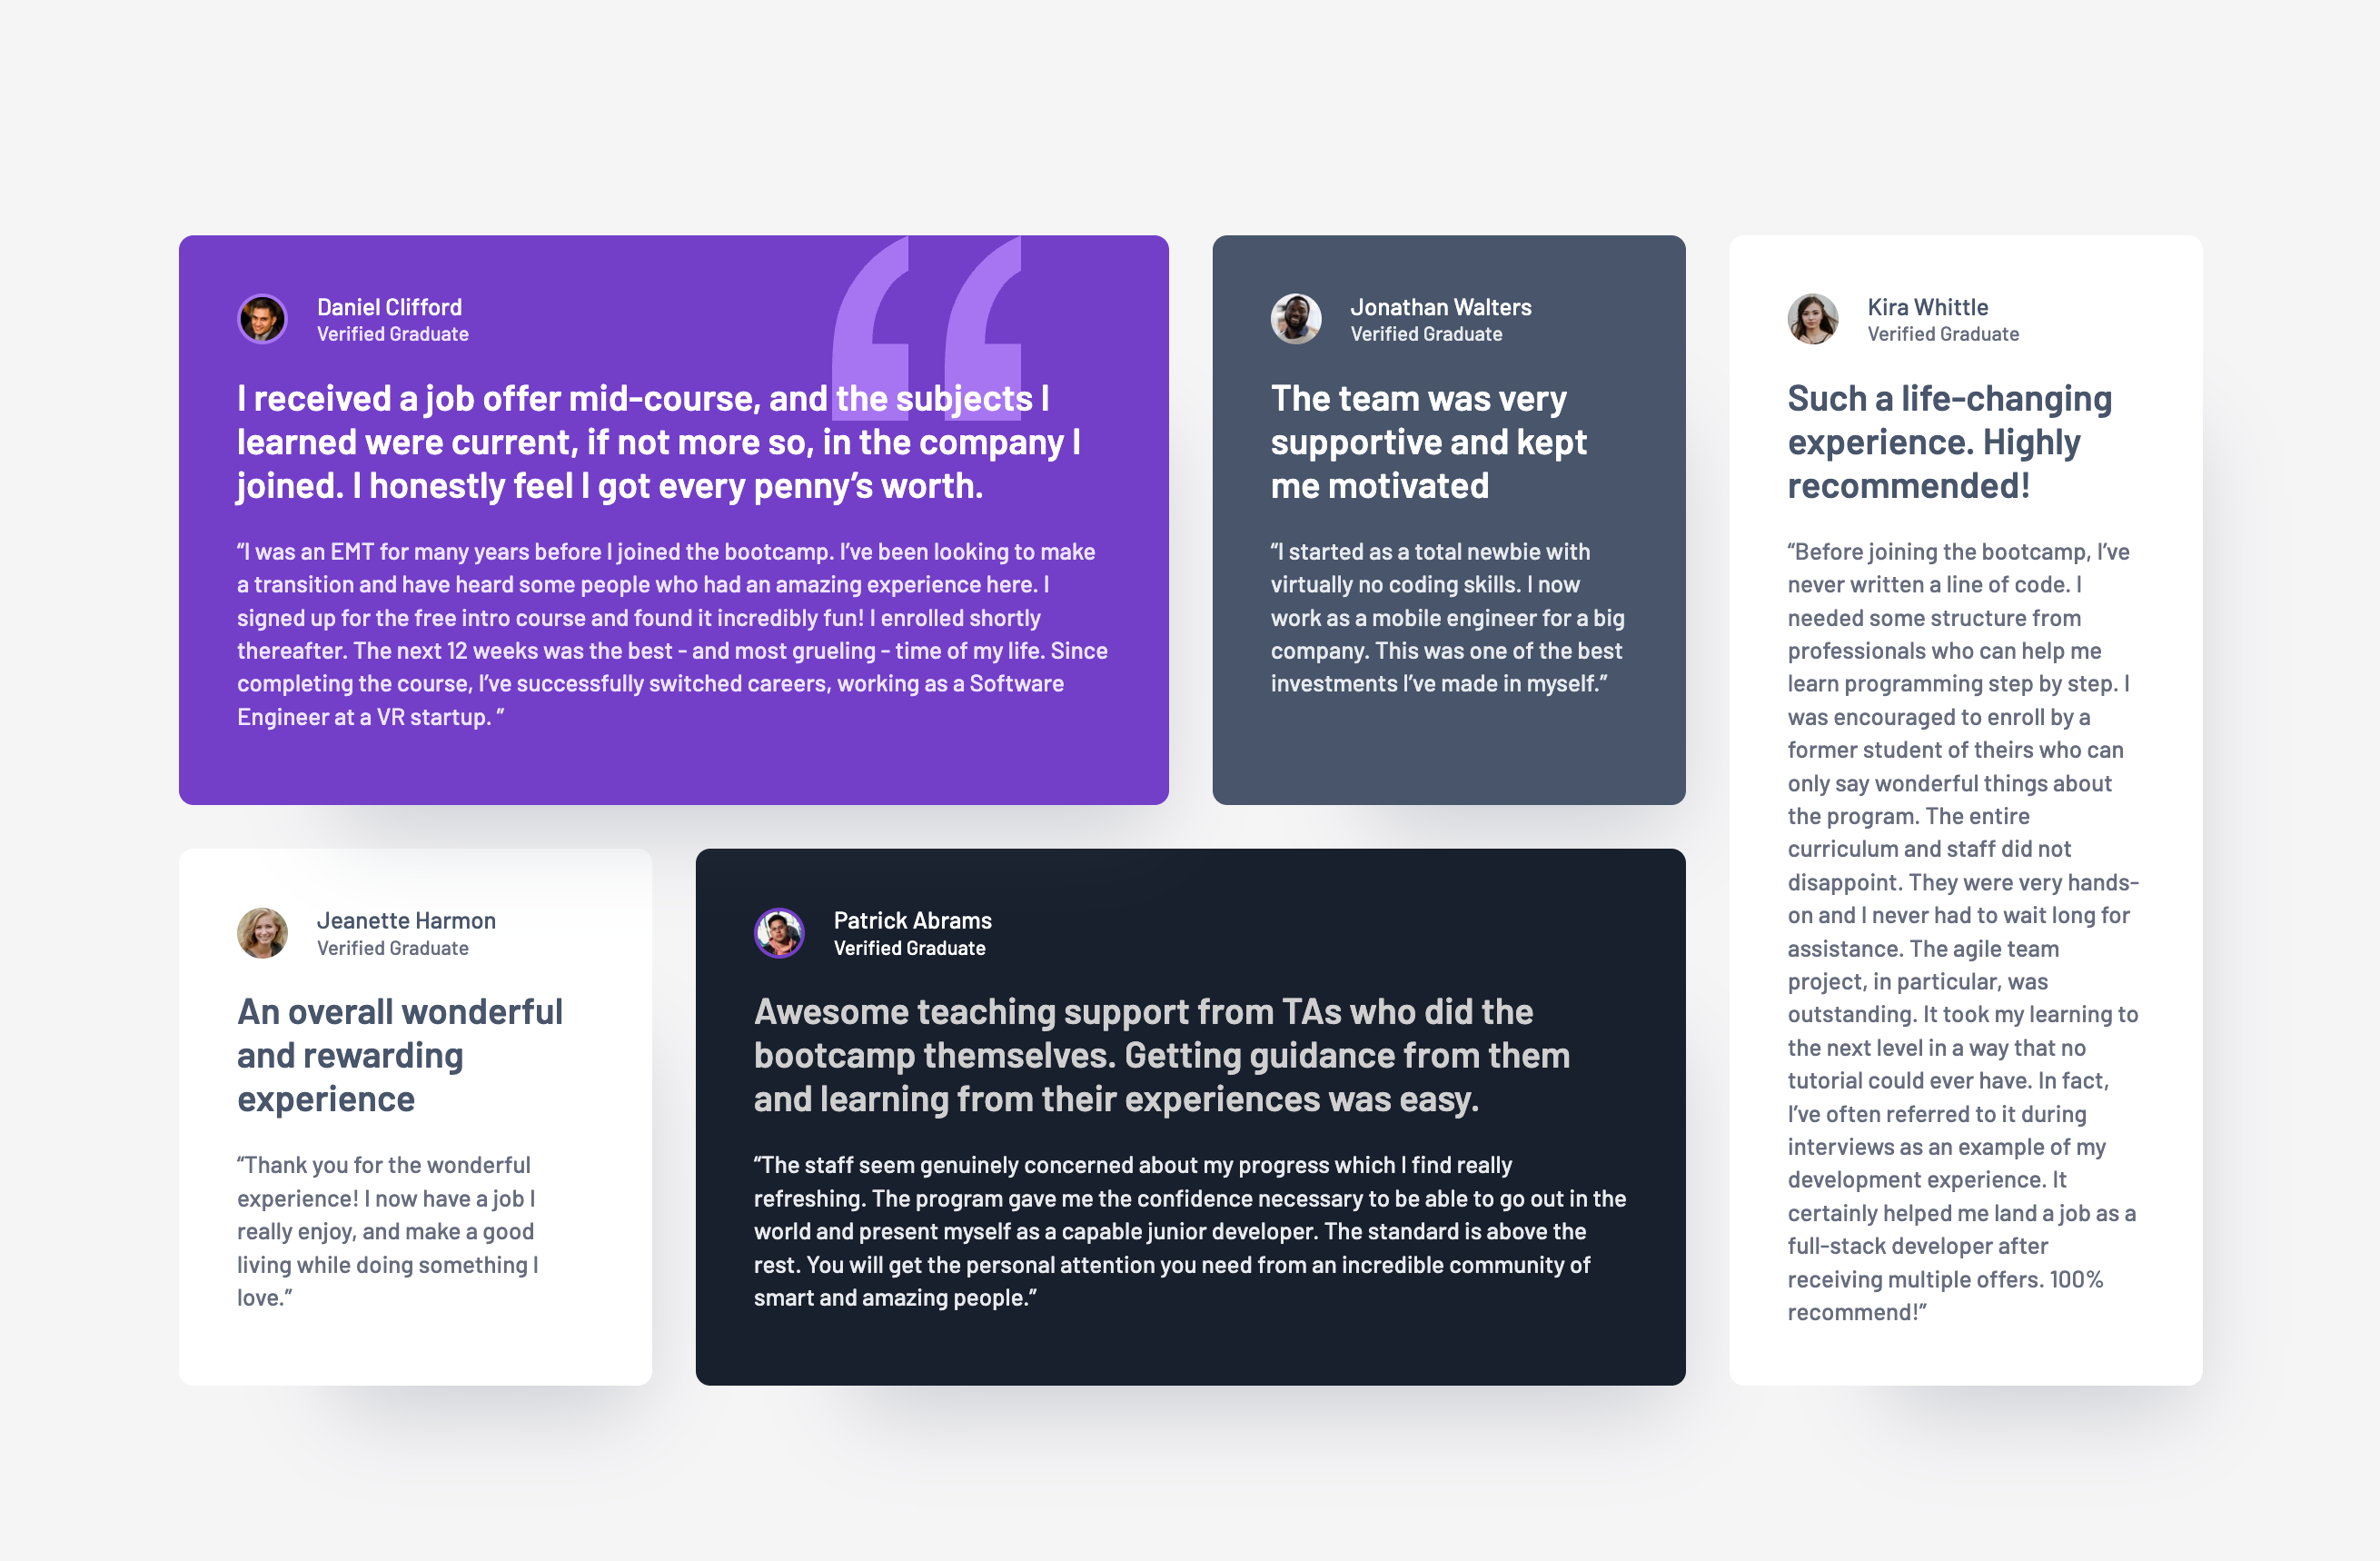 Daniel Clifford
Verified Graduate
I received a job offer mid-course, and the subjects I
learned were current, if not more so, in the company I
joined. I honestly feel I got every penny’s worth.
“I was an EMT for many years before I joined the bootcamp. I’ve been looking to make
a transition and have heard some people who had an amazing experience here. I
signed up for the free intro course and found it incredibly fun! I enrolled shortly
thereafter. The next 12 weeks was the best - and most grueling - time of my life. Since
completing the course, I’ve successfully switched careers, working as a Software
Engineer at a VR startup. ”
Jonathan Walters
Verified Graduate
The team was very
supportive and kept
me motivated
“I started as a total newbie with
virtually no coding skills. I now
work as a mobile engineer for a big
company. This was one of the best
investments I’ve made in myself.”
Kira Whittle
Verified Graduate
Such a life-changing
experience. Highly
recommended!
“Before joining the bootcamp, I’ve
never written a line of code. I
needed some structure from
professionals who can help me
learn programming step by step. I
was encouraged to enroll by a
former student of theirs who can
only say wonderful things about
the program. The entire
curriculum and staff did not
disappoint. They were very hands-
on and I never had to wait long for
assistance. The agile team
project, in particular, was
outstanding. It took my learning to
the next level in a way that no
tutorial could ever have. In fact,
I’ve often referred to it during
interviews as an example of my
development experience. It
certainly helped me land a job as a
full-stack developer after
receiving multiple offers. 100%
recommend!”
Jeanette Harmon
Verified Graduate
An overall wonderful
and rewarding
experience
“Thank you for the wonderful
experience! I now have a job I
really enjoy, and make a good
living while doing something I
love.”
Patrick Abrams
Verified Graduate
Awesome teaching support from TAs who did the
bootcamp themselves. Getting guidance from them
and learning from their experiences was easy.
“The staff seem genuinely concerned about my progress which I find really
refreshing. The program gave me the confidence necessary to be able to go out in the
world and present myself as a capable junior developer. The standard is above the
rest. You will get the personal attention you need from an incredible community of
smart and amazing people.”